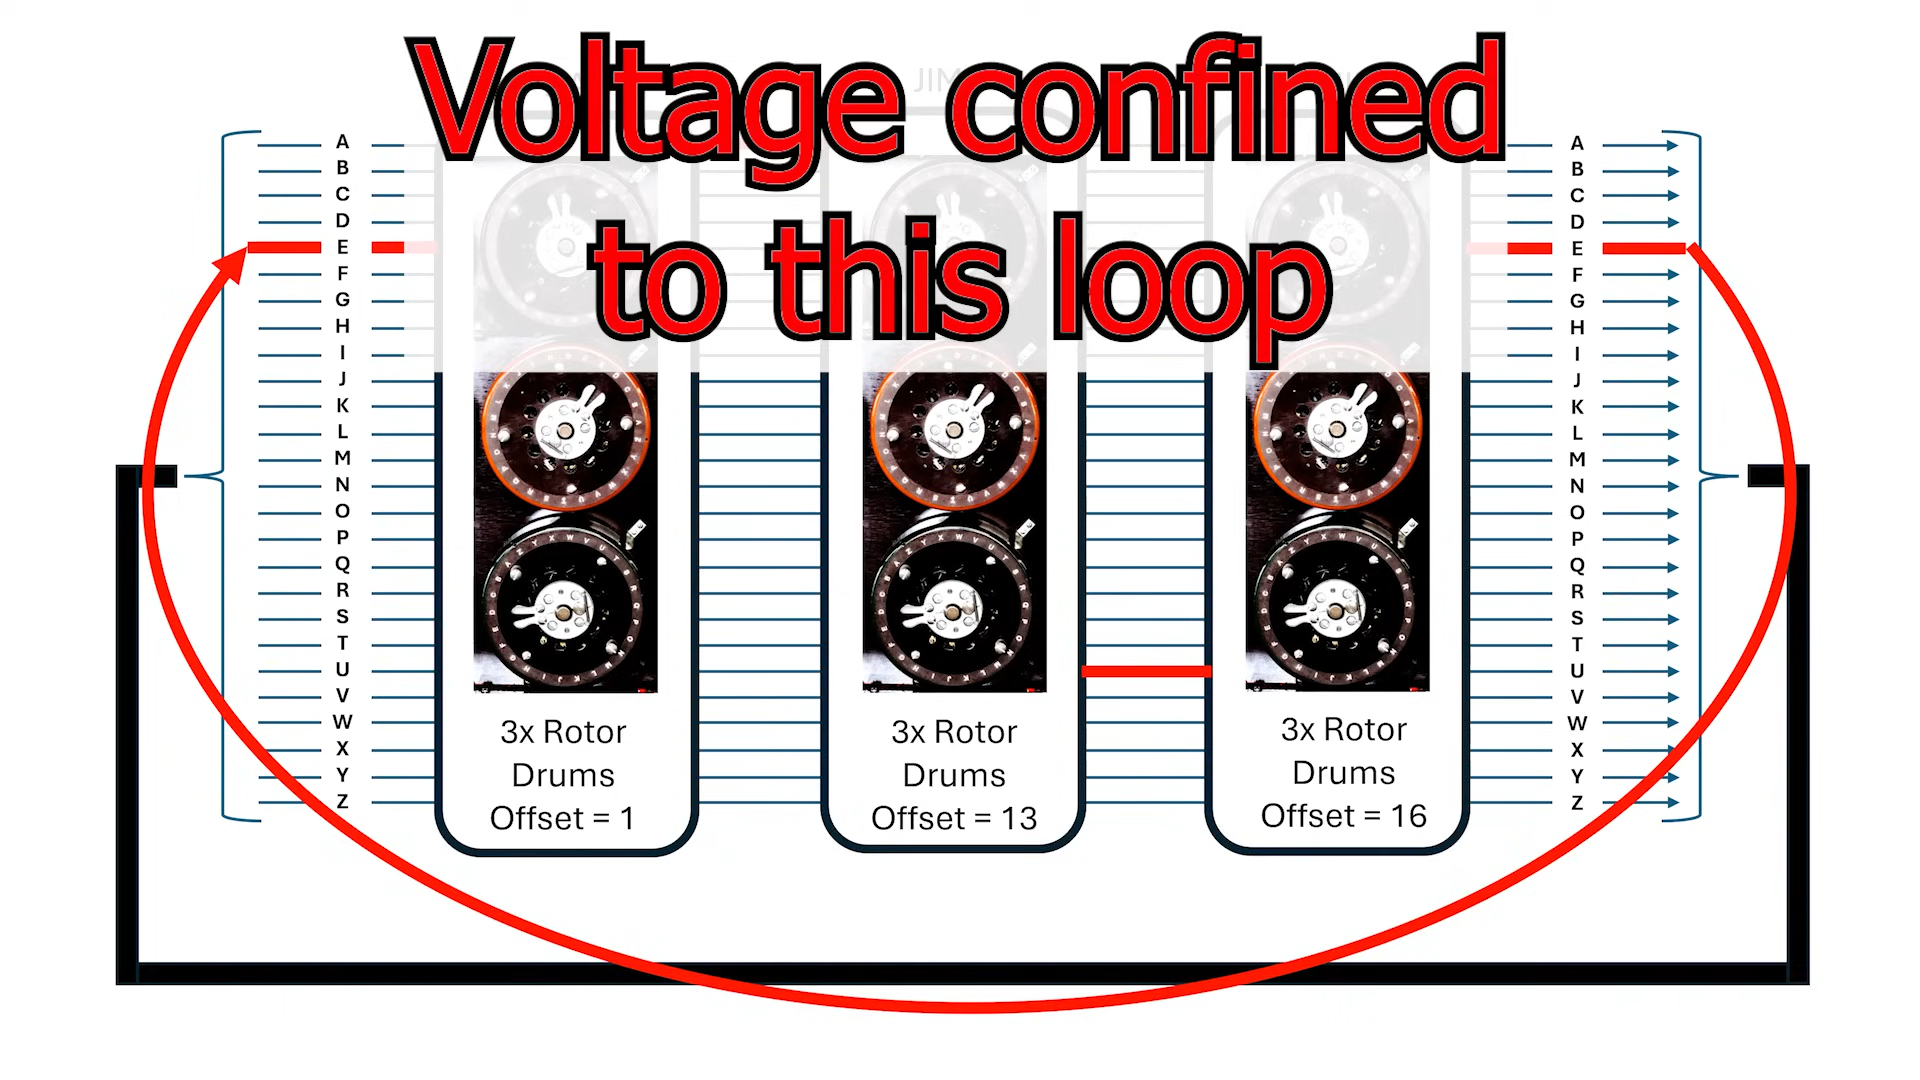 Voltage confined
to this loop
A
B
C
D
E
F
G
H
I
J
K
L
M
N
O
P
Q
R
S
T
U
V
W
X
Y
Z
3x Rotor
Drums
Offset = 1
3x Rotor
Drums
Offset = 13
3x Rotor
Drums
Offset = 16
A
B
C
D
E
F
G
H
I
J
K
L
M
N
O
P
Q
R
S
T
U
V
W
X
Y
Z